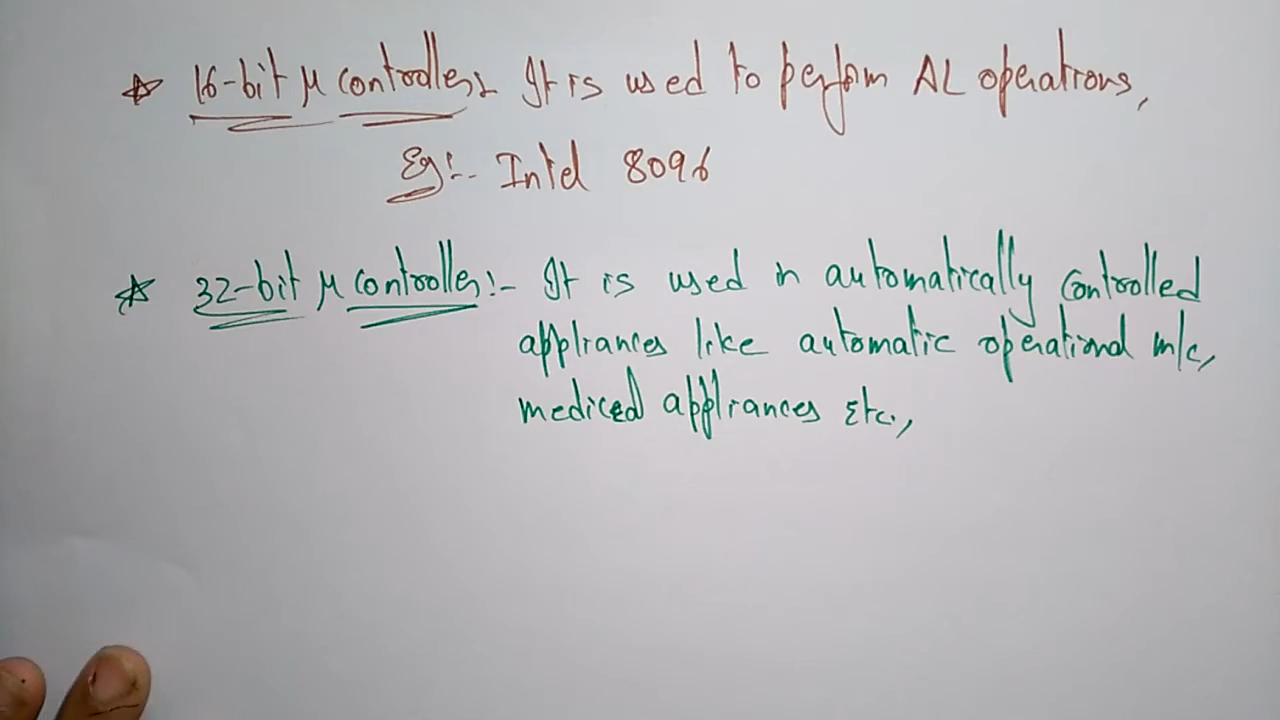 ☆ 16-bit μ controller:- It is used to perform AL operations,
Eg:- Intel 8096
☆ 32-bit μ controller:- It is used in automatically controlled
appliances like automatic operational m/c,
medical appliances Etc.,